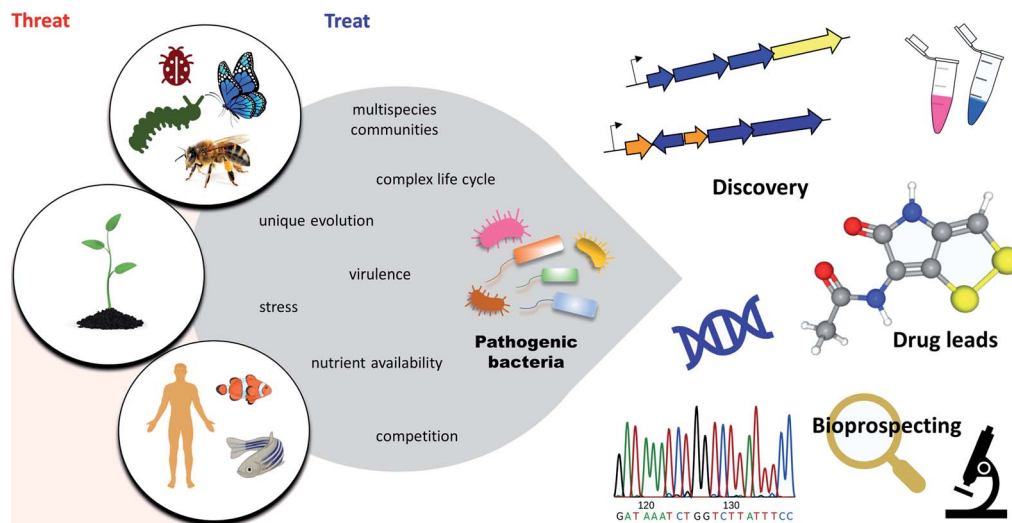 Threat
Treat
multispecies
communities
complex life cycle
unique evolution
virulence
stress
nutrient availability
competition
Pathogenic
bacteria
Discovery
Drug leads
Bioprospecting
120 130
GATAAATCTGGTCTTATTTCC